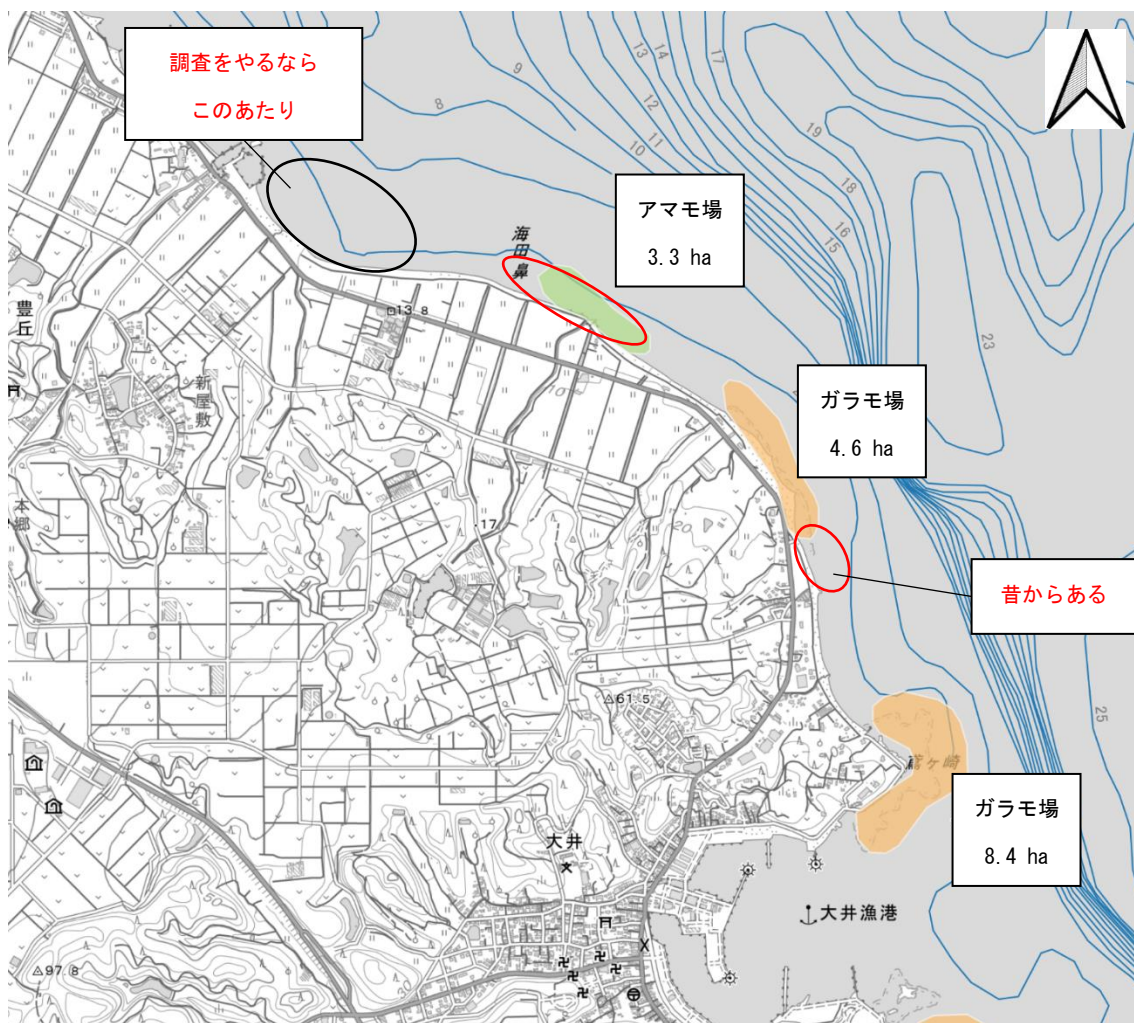 調査をやるなら
このあたり
アマモ場
3.3 ha
ガラモ場
4.6 ha
昔からある
ガラモ場
8.4 ha
海田鼻
豊丘
新屋敷
本郷
13.8
17
20
61.5
97.8
鳶ヶ崎
大井
大井漁港
8
9
10
11
12
13
14
15
16
17
18
19
23
25